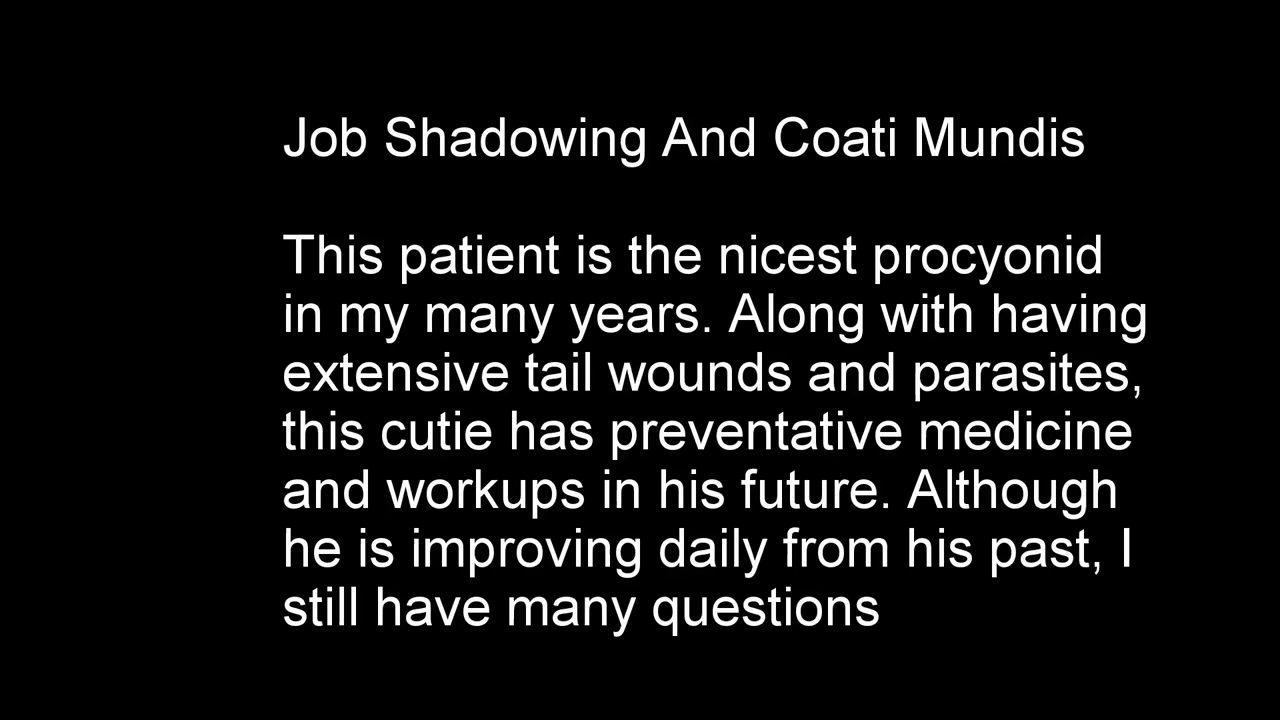 Job Shadowing And Coati Mundis
This patient is the nicest procyonid
in my many years. Along with having
extensive tail wounds and parasites,
this cutie has preventative medicine
and workups in his future. Although
he is improving daily from his past, I
still have many questions